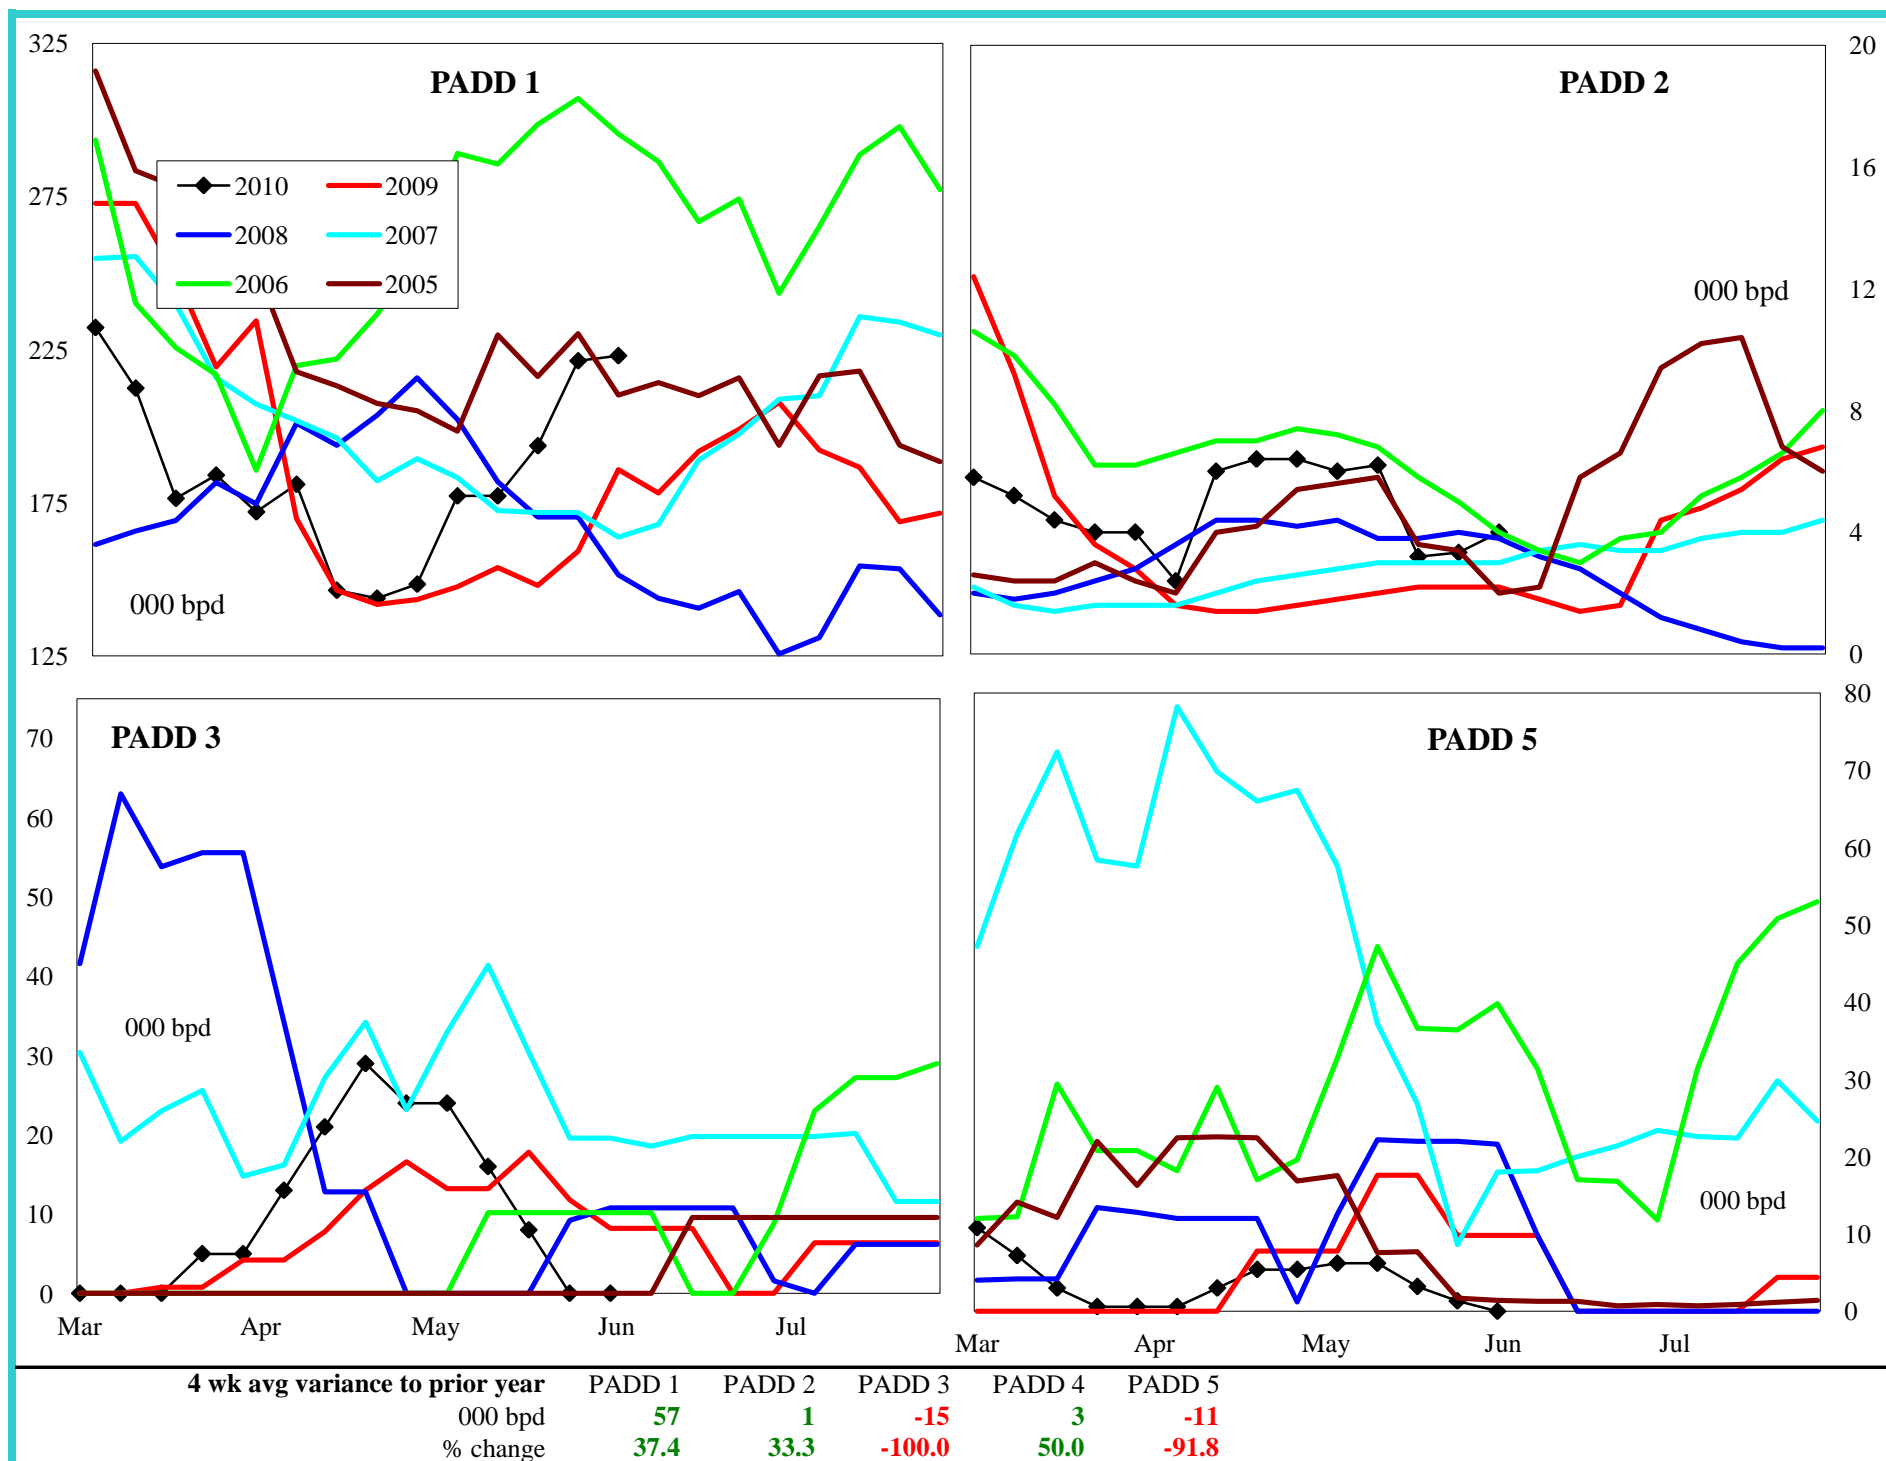 PADD 1
325
275
225
175
125
2010 2009
2008 2007
2006 2005
000 bpd
PADD 2
20
16
12
8
4
0
000 bpd
PADD 3
70
60
50
40
30
20
10
0
000 bpd
Mar Apr May Jun Jul
PADD 5
80
70
60
50
40
30
20
10
0
000 bpd
Mar Apr May Jun Jul
4 wk avg variance to prior year PADD 1 PADD 2 PADD 3 PADD 4 PADD 5
000 bpd 57 1 -15 3 -11
% change 37.4 33.3 -100.0 50.0 -91.8